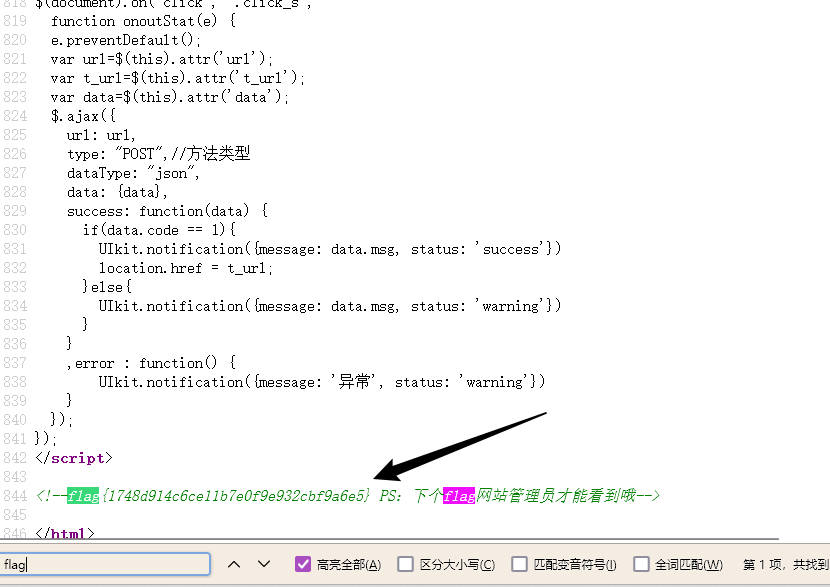 818 $(document).on('click', '.click_s',
819 function onoutStat(e) {
820 e.preventDefault();
821 var url=$(this).attr('url');
822 var t_url=$(this).attr('t_url');
823 var data=$(this).attr('data');
824 $.ajax({
825 url: url,
826 type: "POST",//方法类型
827 dataType: "json",
828 data: {data},
829 success: function(data) {
830 if(data.code == 1){
831 UIkit.notification({message: data.msg, status: 'success'})
832 location.href = t_url;
833 }else{
834 UIkit.notification({message: data.msg, status: 'warning'})
835 }
836 }
837 ,error : function() {
838 UIkit.notification({message: '异常', status: 'warning'})
839 }
840 });
841 });
842 </script>
843
844 <!--flag{1748d914c6ce11b7e0f9e932cbf9a6e5} PS: 下个flag网站管理员才能看到哦-->
845
846 </html>
flag 高亮全部(A) 区分大小写(C) 匹配变音符号(I) 全词匹配(W) 第 1 项，共找到